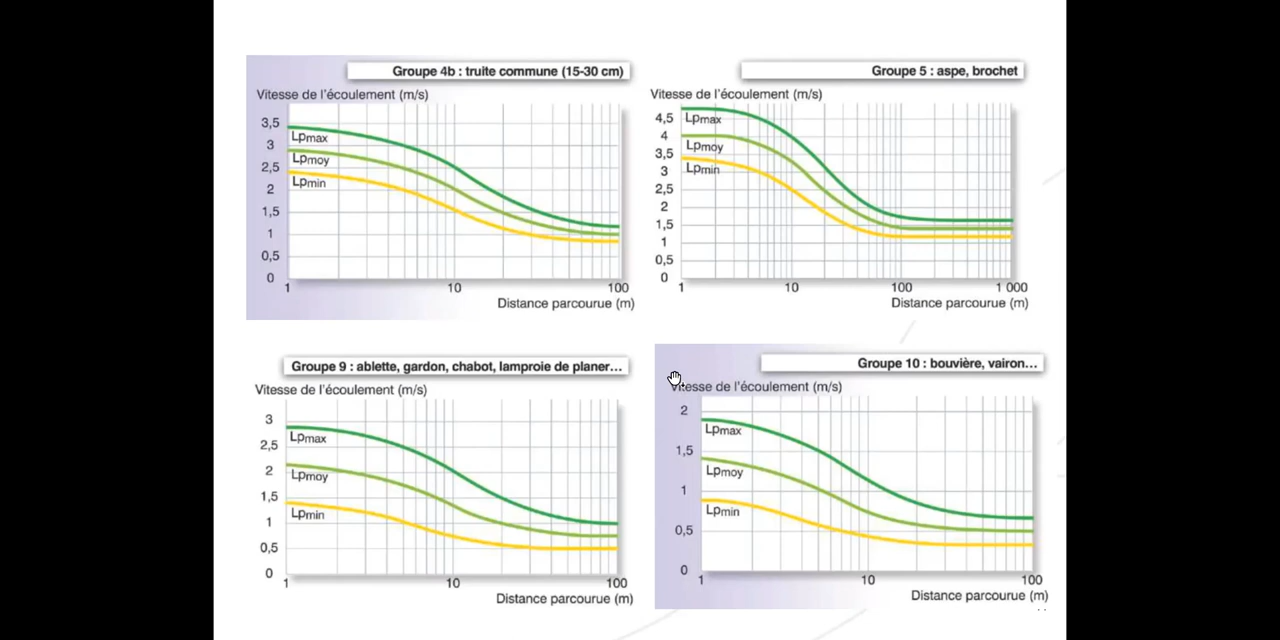 Groupe 4b : truite commune (15-30 cm)
Vitesse de l'écoulement (m/s)
3,5
3
2,5
2
1,5
1
0,5
0
Lpmax
Lpmoy
Lpmin
1 10 100
Distance parcourue (m)
Groupe 5 : aspe, brochet
Vitesse de l'écoulement (m/s)
4,5
4
3,5
3
2,5
2
1,5
1
0,5
0
Lpmax
Lpmoy
Lpmin
1 10 100 1 000
Distance parcourue (m)
Groupe 9 : ablette, gardon, chabot, lamproie de planer...
Vitesse de l'écoulement (m/s)
3
2,5
2
1,5
1
0,5
0
Lpmax
Lpmoy
Lpmin
1 10 100
Distance parcourue (m)
Groupe 10 : bouvière, vairon...
Vitesse de l'écoulement (m/s)
2
1,5
1
0,5
0
Lpmax
Lpmoy
Lpmin
1 10 100
Distance parcourue (m)